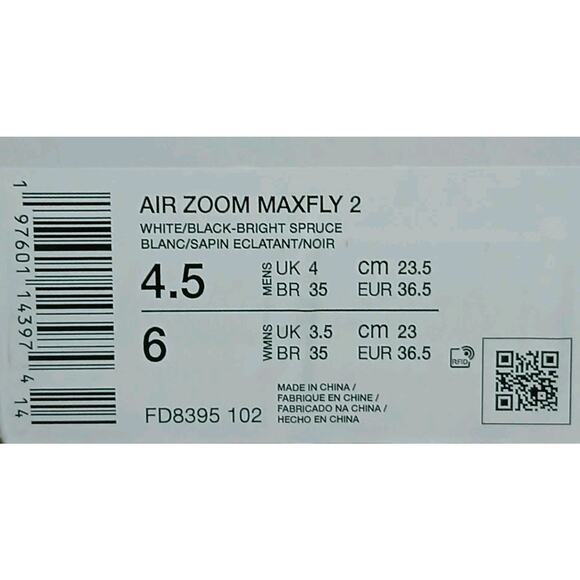 AIR ZOOM MAXFLY 2
WHITE/BLACK-BRIGHT SPRUCE
BLANC/SAPIN ECLATANT/NOIR
4.5 MENS UK 4 CM 23.5
BR 35 EUR 36.5
6 WMNS UK 3.5 CM 23
BR 35 EUR 36.5
RFID
MADE IN CHINA /
FABRIQUE EN CHINE /
FABRICADO NA CHINA /
HECHO EN CHINA
FD8395 102
1 97601 14397 4 14